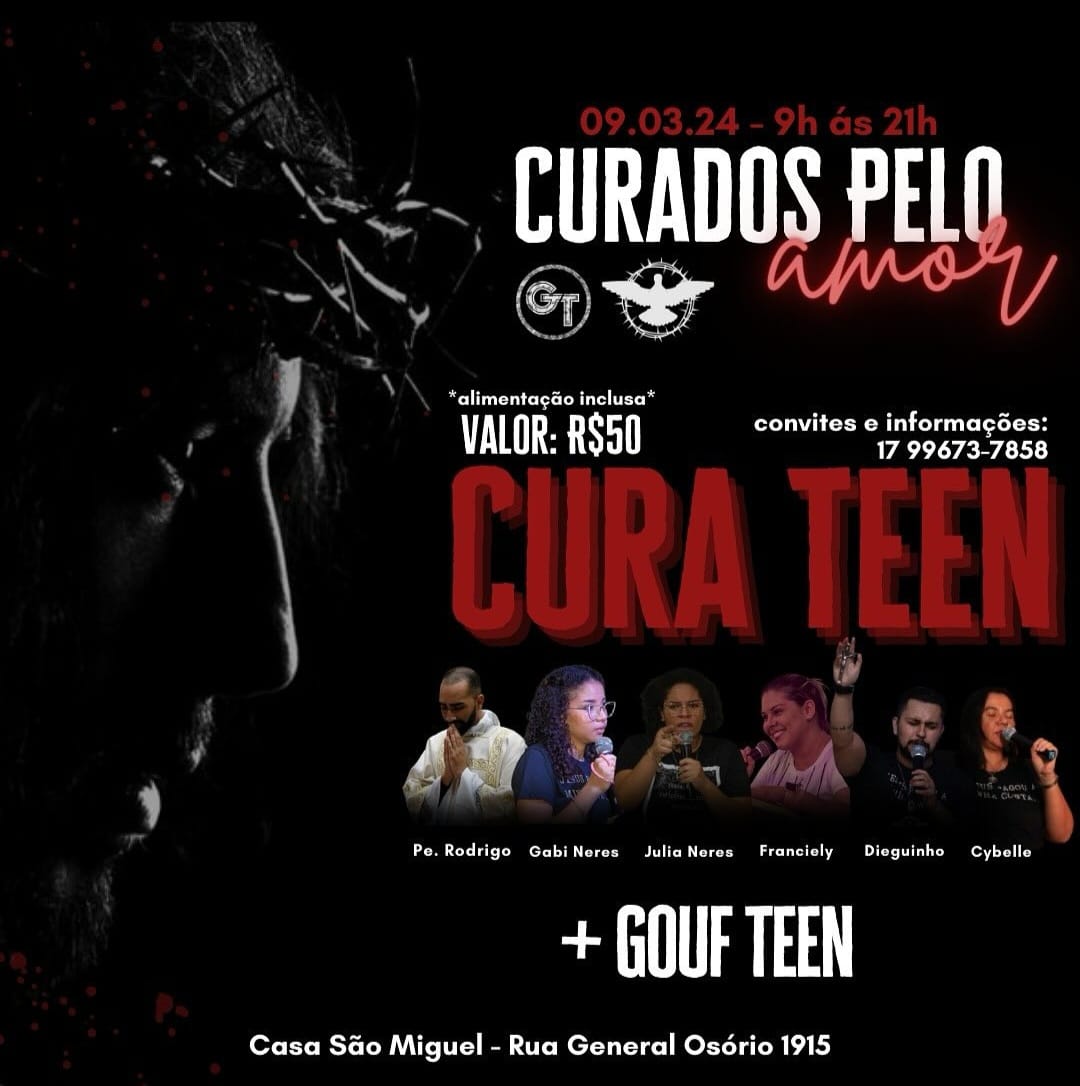 09.03.24 - 9h ás 21h
CURADOS PELO
amor
GT
*alimentação inclusa*
VALOR: R$50
convites e informações:
17 99673-7858
CURA TEEN
Pe. Rodrigo Gabi Neres Julia Neres Franciely Dieguinho Cybelle
+ GOUF TEEN
Casa São Miguel - Rua General Osório 1915